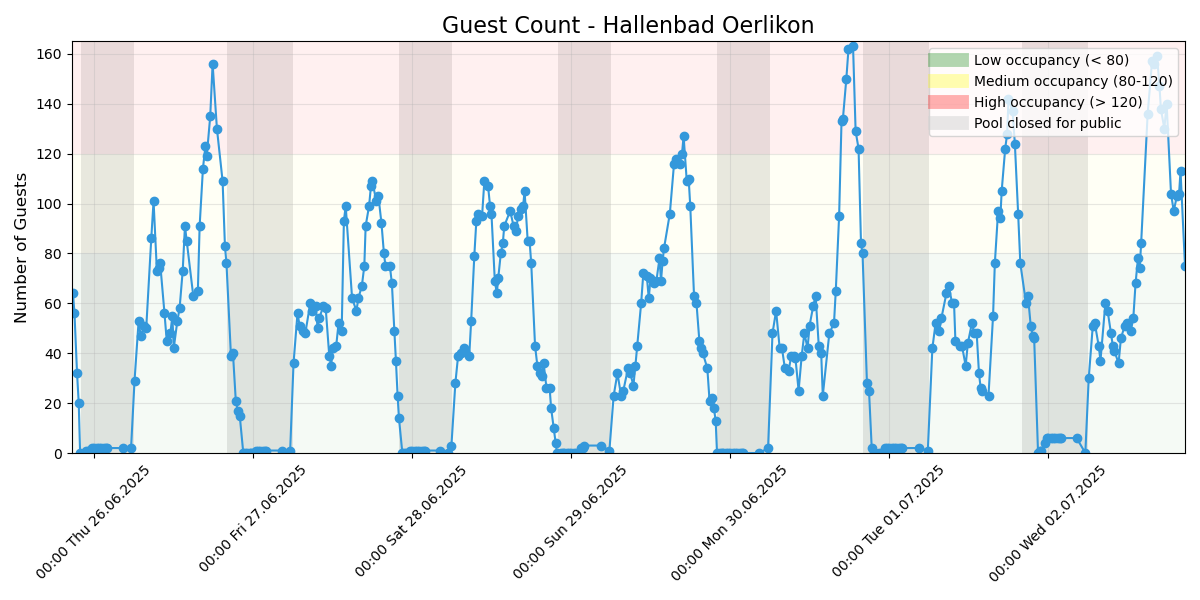 Guest Count - Hallenbad Oerlikon
Number of Guests
160
140
120
100
80
60
40
20
0
Low occupancy (< 80)
Medium occupancy (80-120)
High occupancy (> 120)
Pool closed for public
00:00 Thu 26.06.2025
00:00 Fri 27.06.2025
00:00 Sat 28.06.2025
00:00 Sun 29.06.2025
00:00 Mon 30.06.2025
00:00 Tue 01.07.2025
00:00 Wed 02.07.2025